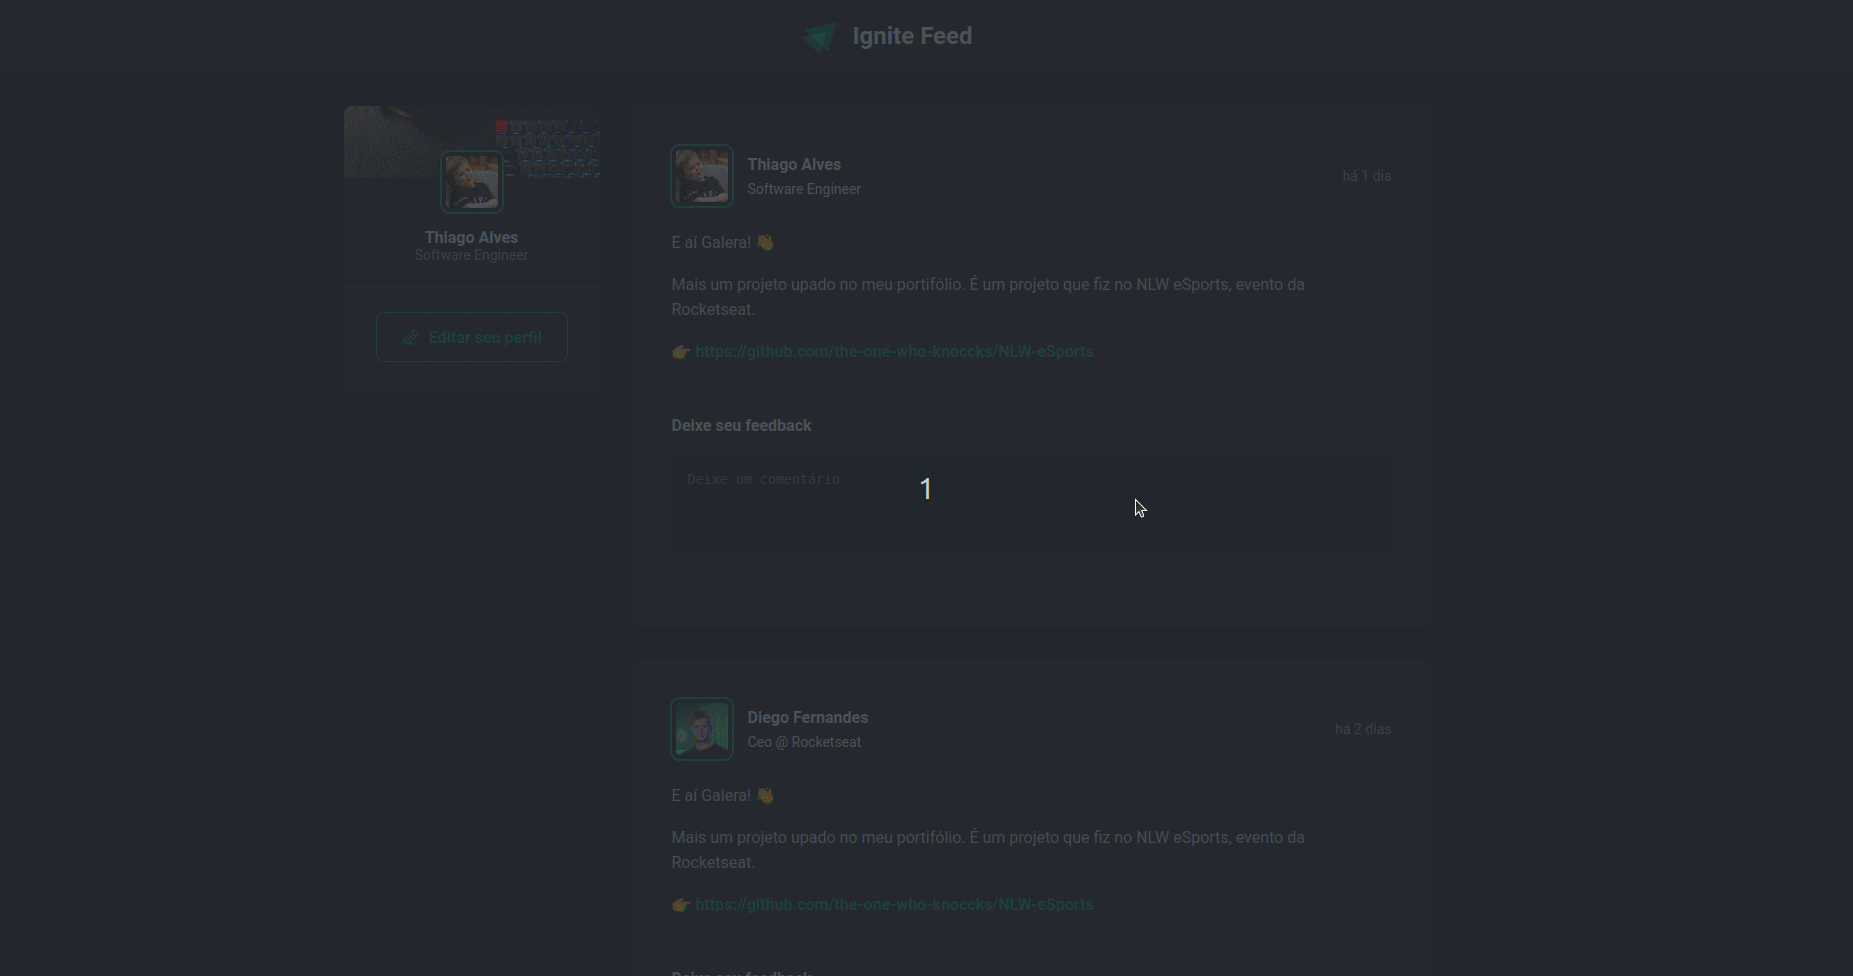 Ignite Feed
Thiago Alves
Software Engineer
Editar seu perfil
Thiago Alves
Software Engineer
há 1 dia
E aí Galera! 👋
Mais um projeto upado no meu portifólio. É um projeto que fiz no NLW eSports, evento da
Rocketseat.
👉 https://github.com/the-one-who-knoccks/NLW-eSports
Deixe seu feedback
Deixe um comentário
1
Diego Fernandes
Ceo @ Rocketseat
há 2 dias
E aí Galera! 👋
Mais um projeto upado no meu portifólio. É um projeto que fiz no NLW eSports, evento da
Rocketseat.
👉 https://github.com/the-one-who-knoccks/NLW-eSports
Deixe seu feedback